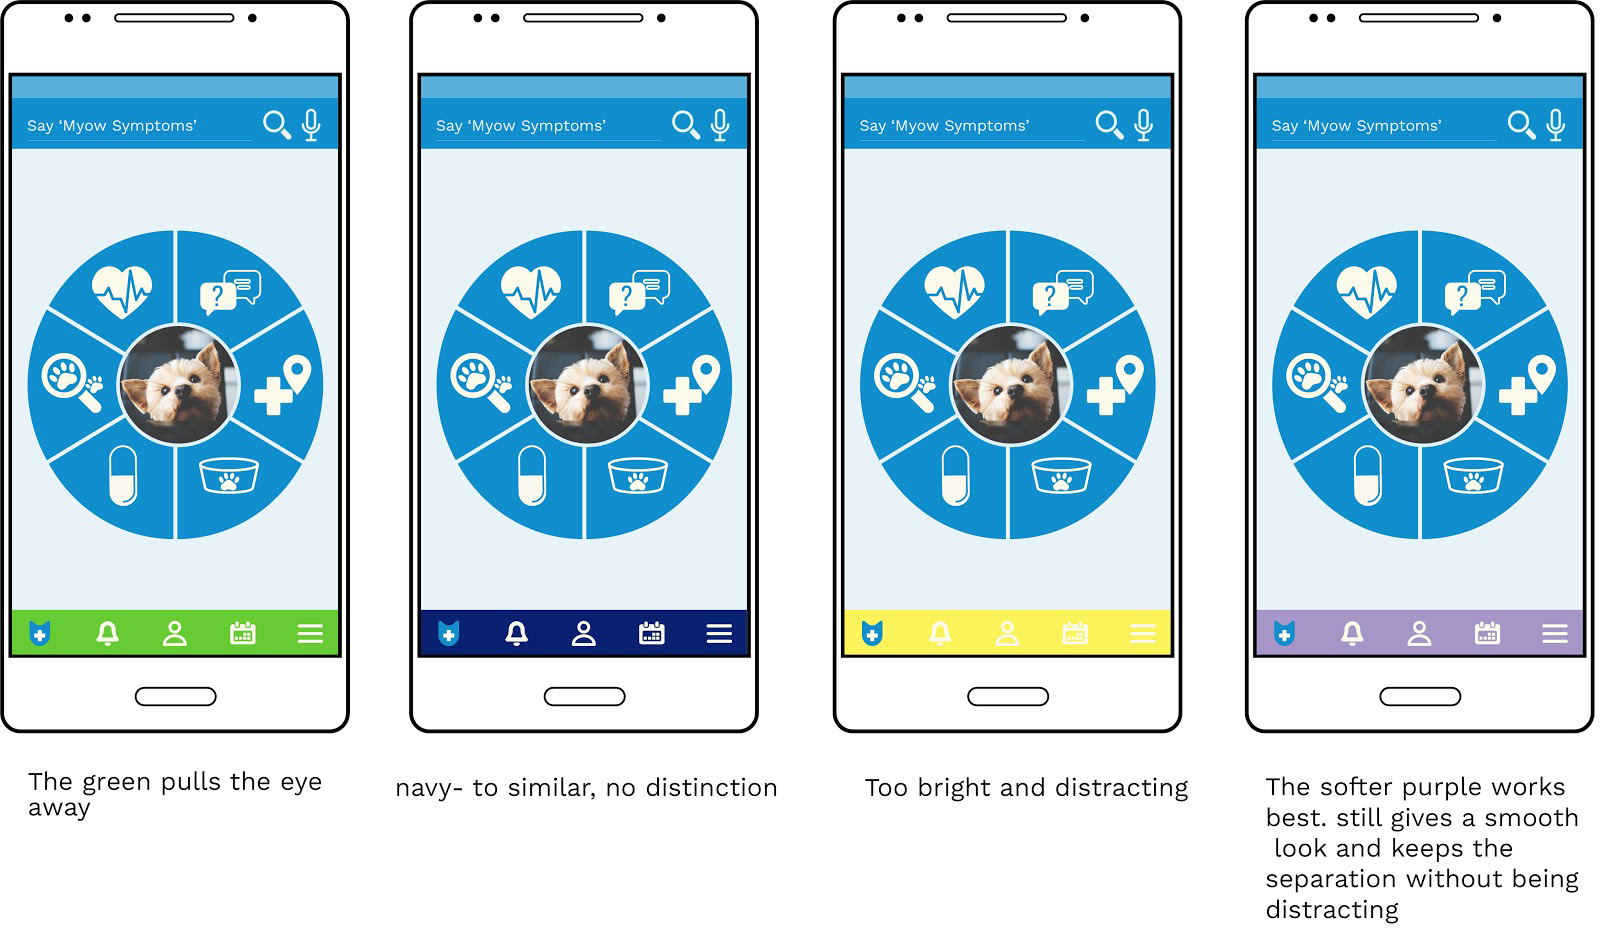 Say ‘Myow Symptoms’
Say ‘Myow Symptoms’
Say ‘Myow Symptoms’
Say ‘Myow Symptoms’
?
?
?
?
The green pulls the eye
away
navy- to similar, no distinction
Too bright and distracting
The softer purple works
best. still gives a smooth
look and keeps the
separation without being
distracting